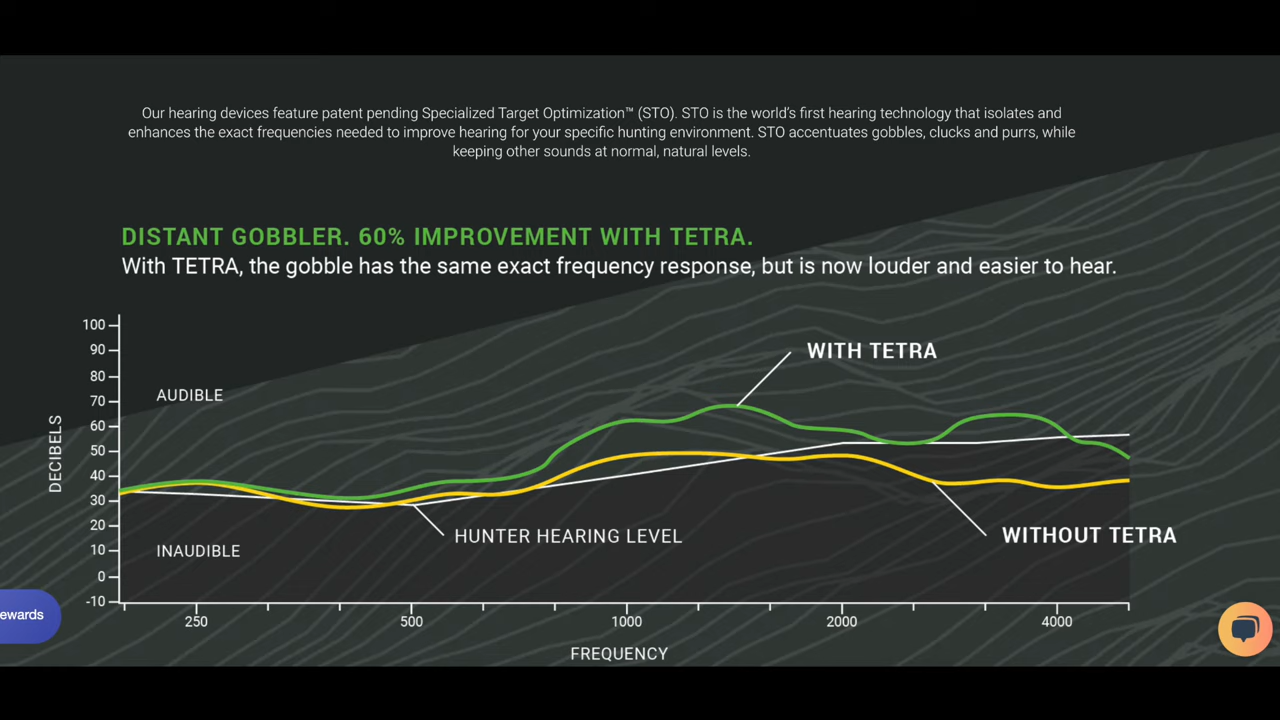 Our hearing devices feature patent pending Specialized Target Optimization™ (STO). STO is the world's first hearing technology that isolates and
enhances the exact frequencies needed to improve hearing for your specific hunting environment. STO accentuates gobbles, clucks and purrs, while
keeping other sounds at normal, natural levels.
DISTANT GOBBLER. 60% IMPROVEMENT WITH TETRA.
With TETRA, the gobble has the same exact frequency response, but is now louder and easier to hear.
100
90
80
70
60
50
40
30
20
10
0
-10
DECIBELS
AUDIBLE
INAUDIBLE
WITH TETRA
HUNTER HEARING LEVEL
WITHOUT TETRA
250 500 1000 2000 4000
FREQUENCY
ewards